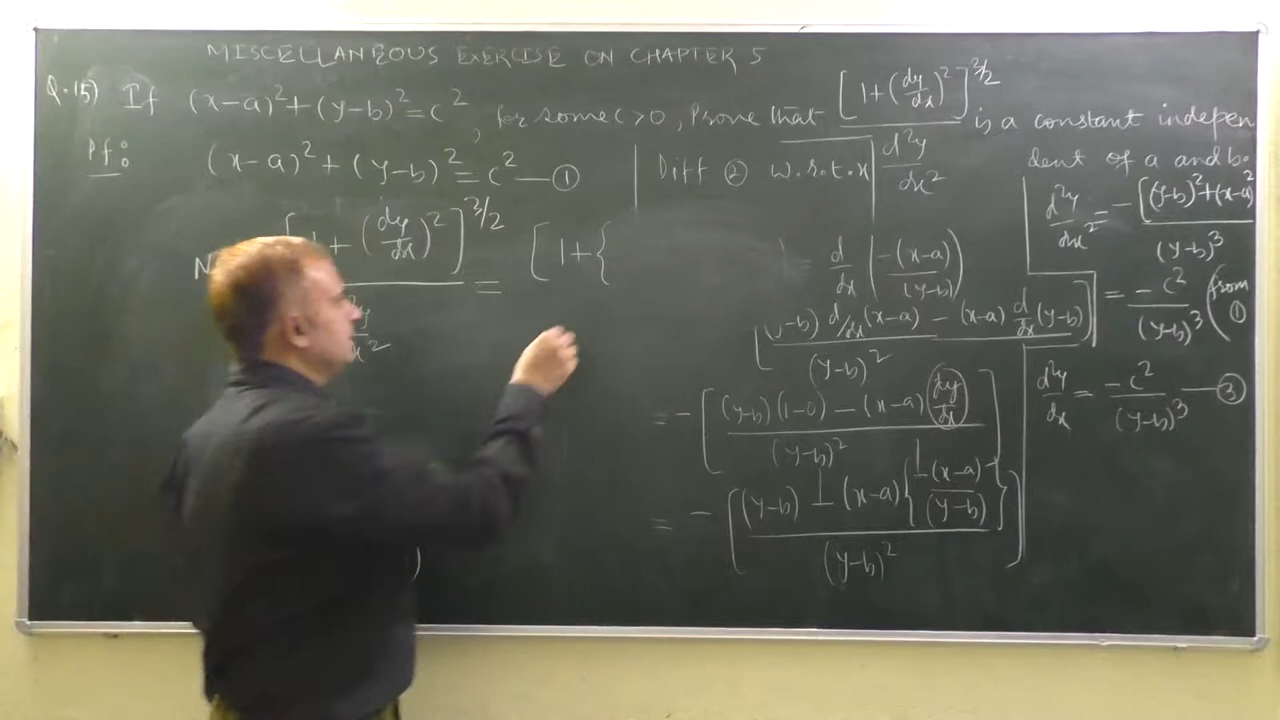 MISCELLANEOUS EXERCISE ON CHAPTER 5
Q.15) If (x-a)²+(y-b)²=c², for some c>0, Prove that [1+(dy/dx)²]^3/2 / d²y/dx² is a constant indepen
dent of a and b.
Pf: (x-a)²+(y-b)²=c² — ①
N [1+(dy/dx)²]^3/2 / = [1+{
x²
)
Diff ② w.r.to x
= d/dx (-(x-a)/(y-b))
[(y-b) d/dx(x-a) - (x-a) d/dx(y-b) / (y-b)²]
= -[(y-b)(1-0) - (x-a)(dy/dx) / (y-b)²]
= -[(y-b) + (x-a){+(x-a)/(y-b)} / (y-b)²]
d²y/dx² = -[(y-b)²+(x-a)² / (y-b)³
= -c²/(y-b)³ (from ①
d²y/dx = -c²/(y-b)³ — ③